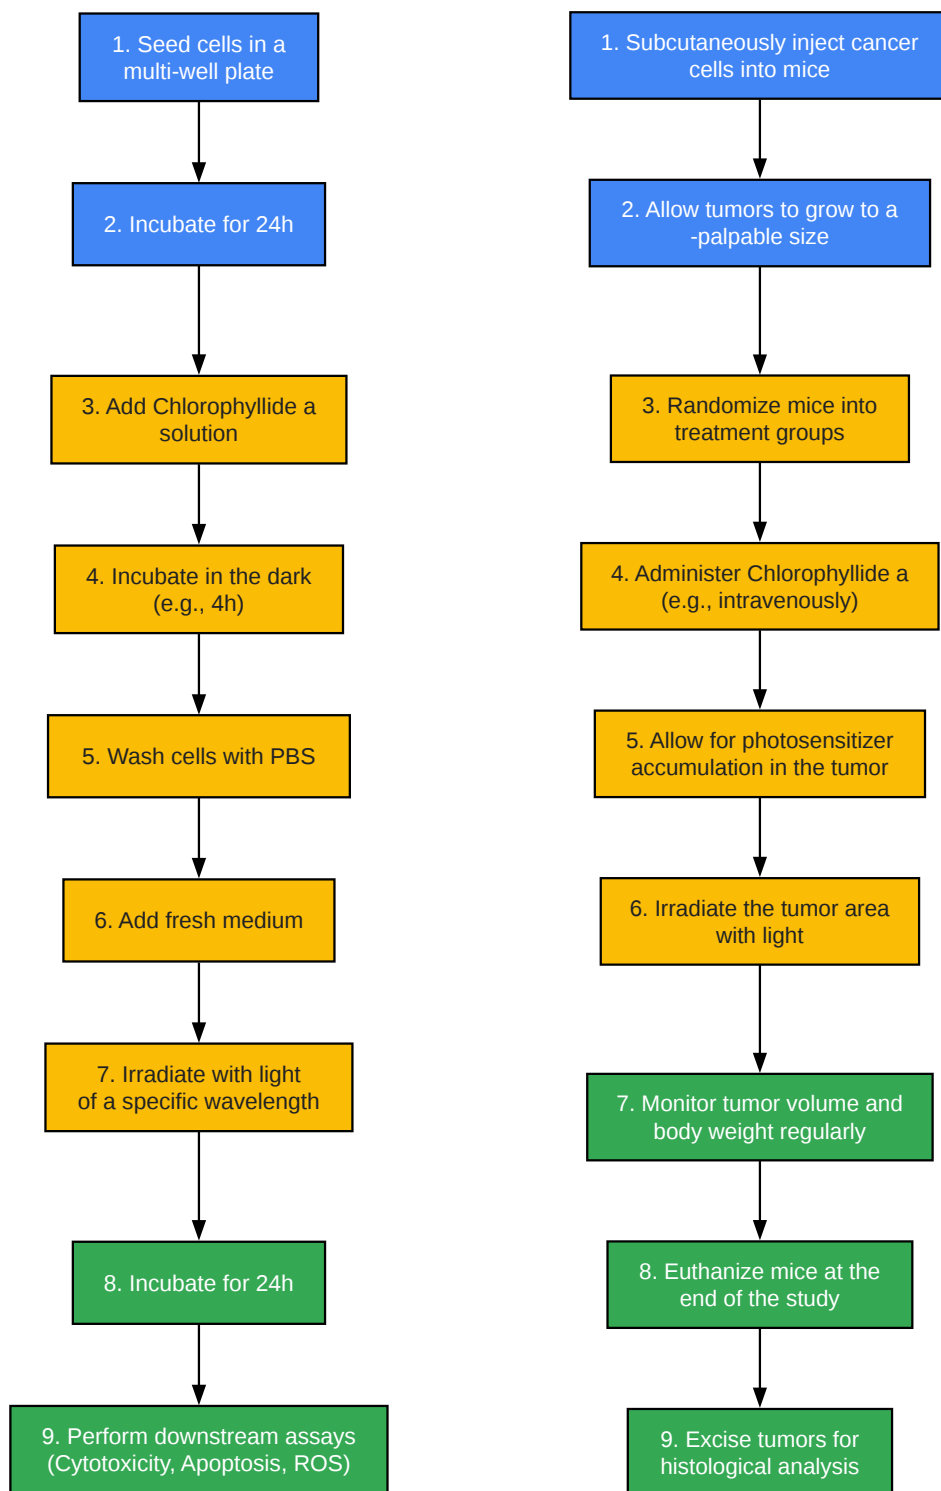 1. Seed cells in a
multi-well plate
2. Incubate for 24h
3. Add Chlorophyllide a
solution
4. Incubate in the dark
(e.g., 4h)
5. Wash cells with PBS
6. Add fresh medium
7. Irradiate with light
of a specific wavelength
8. Incubate for 24h
9. Perform downstream assays
(Cytotoxicity, Apoptosis, ROS)
1. Subcutaneously inject cancer
cells into mice
2. Allow tumors to grow to a
-palpable size
3. Randomize mice into
treatment groups
4. Administer Chlorophyllide a
(e.g., intravenously)
5. Allow for photosensitizer
accumulation in the tumor
6. Irradiate the tumor area
with light
7. Monitor tumor volume and
body weight regularly
8. Euthanize mice at the
end of the study
9. Excise tumors for
histological analysis